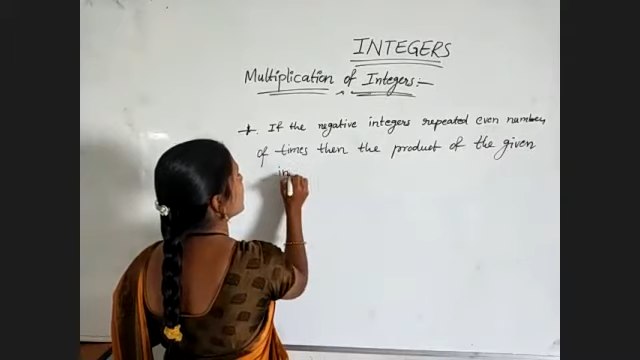 INTEGERS
Multiplication of Integers:-
1. If the negative integers repeated even number
of times then the product of the given
in